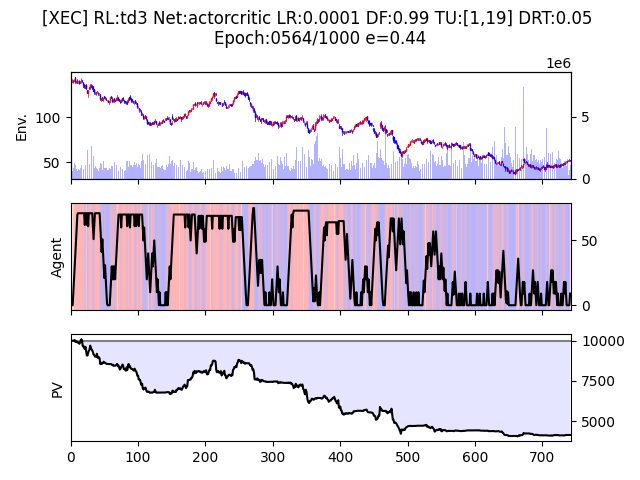 [XEC] RL:td3 Net:actorcritic LR:0.0001 DF:0.99 TU:[1,19] DRT:0.05
Epoch:0564/1000 e=0.44
1e6
Env.
100
50
5
0
Agent
50
0
PV
10000
7500
5000
0 100 200 300 400 500 600 700